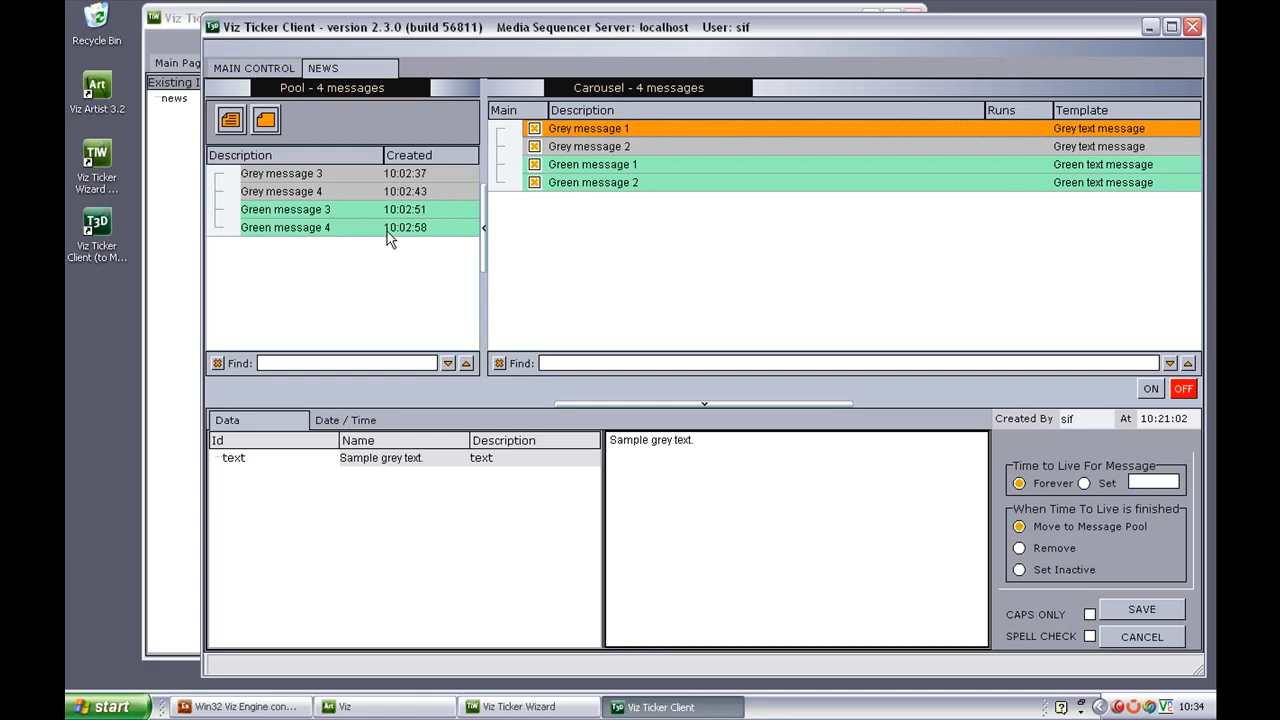 Recycle Bin
Viz Artist 3.2
Viz Ticker Wizard ...
Viz Ticker Client (to M...
Viz Tic
Main Pag
Existing I
news
Viz Ticker Client - version 2.3.0 (build 56811) Media Sequencer Server: localhost User: sif
MAIN CONTROL NEWS
Pool - 4 messages
Description Created
Grey message 3 10:02:37
Grey message 4 10:02:43
Green message 3 10:02:51
Green message 4 10:02:58
Find:
Carousel - 4 messages
Main Description Runs Template
Grey message 1 Grey text message
Grey message 2 Grey text message
Green message 1 Green text message
Green message 2 Green text message
Find:
ON OFF
Data Date / Time
Id Name Description
text Sample grey text. text
Sample grey text.
Created By sif At 10:21:02
Time to Live For Message
Forever Set
When Time To Live is finished
Move to Message Pool
Remove
Set Inactive
CAPS ONLY SAVE
SPELL CHECK CANCEL
start Win32 Viz Engine con... Viz Viz Ticker Wizard Viz Ticker Client 10:34